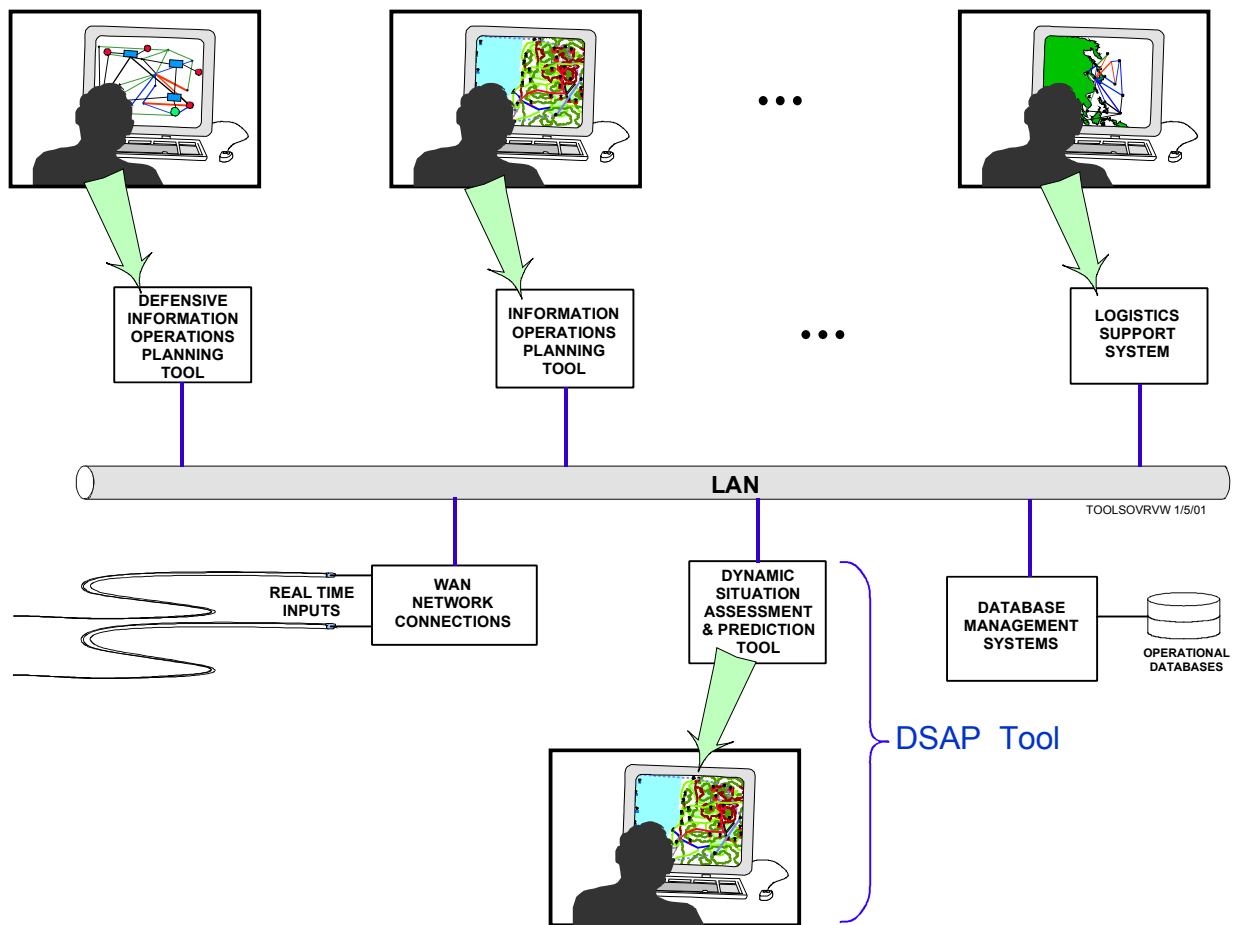 DEFENSIVE
INFORMATION
OPERATIONS
PLANNING
TOOL
INFORMATION
OPERATIONS
PLANNING
TOOL
LOGISTICS
SUPPORT
SYSTEM
LAN
TOOLSOVRVW 1/5/01
REAL TIME
INPUTS
WAN
NETWORK
CONNECTIONS
DYNAMIC
SITUATION
ASSESSMENT
& PREDICTION
TOOL
DATABASE
MANAGEMENT
SYSTEMS
OPERATIONAL
DATABASES
DSAP Tool